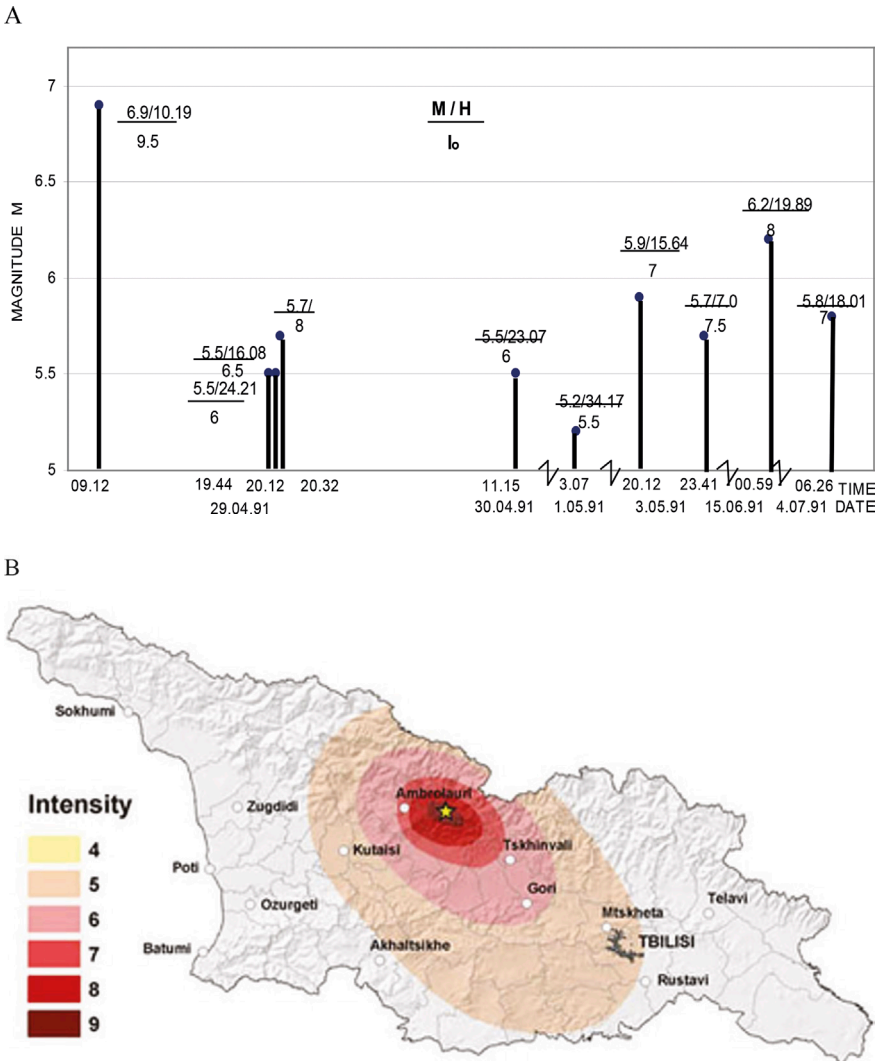 A
7
6.5
6
5.5
5
MAGNITUDE M
6.9/10.19
9.5
M / H
Io
5.5/16.08
6.5
5.5/24.21
6
5.7/
8
5.5/23.07
6
5.2/34.17
5.5
5.9/15.64
7
5.7/7.0
7.5
6.2/19.89
8
5.8/18.01
7
09.12 19.44 20.12 20.32 11.15 3.07 20.12 23.41 00.59 06.26 TIME
29.04.91 30.04.91 1.05.91 3.05.91 15.06.91 4.07.91 DATE
B
Sokhumi
Zugdidi
Ambrolauri
Kutaisi
Tskhinvali
Poti
Gori
Ozurgeti
Mtskheta
Telavi
Batumi
Akhaltsikhe
TBILISI
Rustavi
Intensity
4
5
6
7
8
9